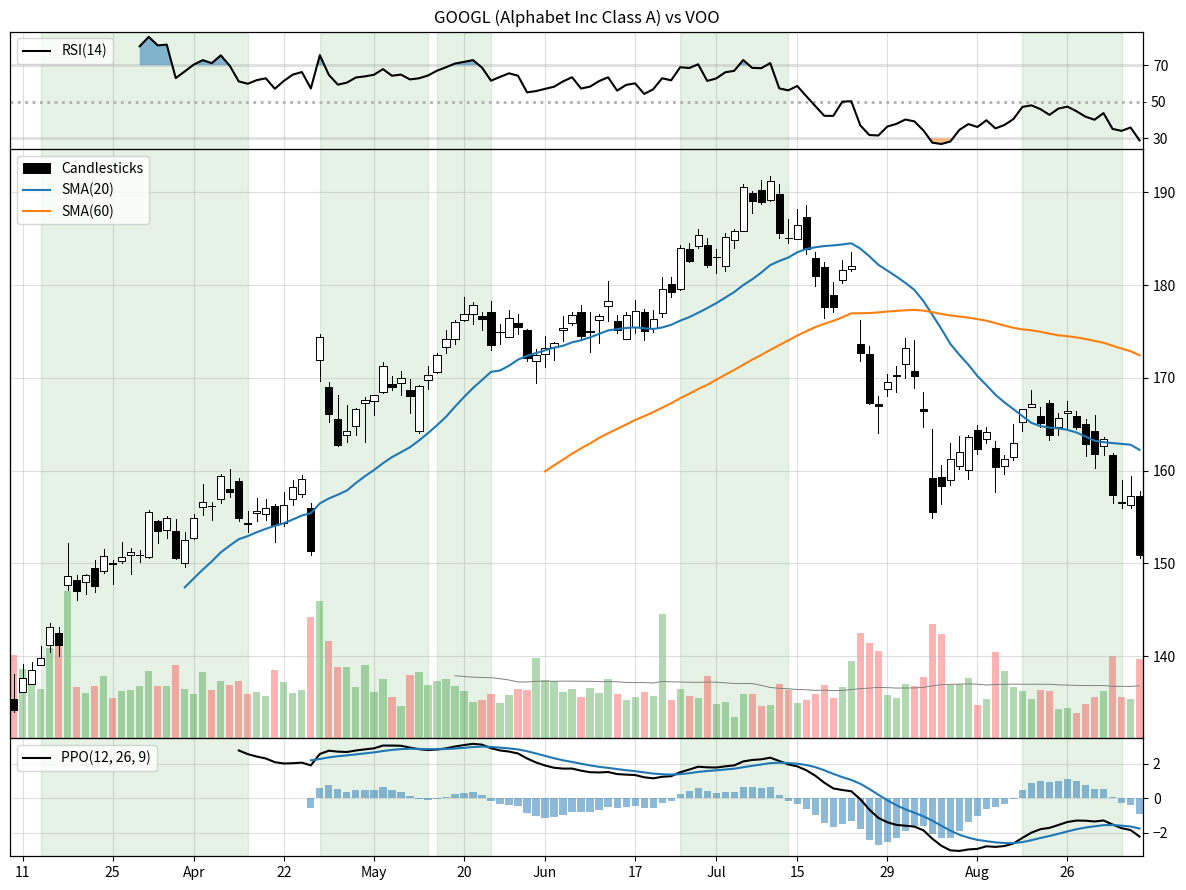 GOOGL (Alphabet Inc Class A) vs VOO
RSI(14)
70
50
30
Candlesticks
SMA(20)
SMA(60)
190
180
170
160
150
140
PPO(12, 26, 9)
2
0
−2
11 25 Apr 22 May 20 Jun 17 Jul 15 29 Aug 26